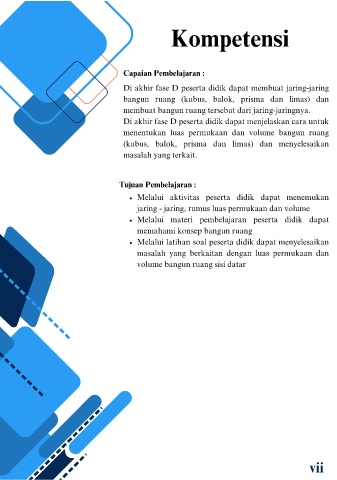 Kompetensi
Capaian Pembelajaran :
Di akhir fase D peserta didik dapat membuat jaring-jaring
bangun ruang (kubus, balok, prisma dan limas) dan
membuat bangun ruang tersebut dari jaring-jaringnya.
Di akhir fase D peserta didik dapat menjelaskan cara untuk
menentukan luas permukaan dan volume bangun ruang
(kubus, balok, prisma dan limas) dan menyelesaikan
masalah yang terkait.
Tujuan Pembelajaran :
• Melalui aktivitas peserta didik dapat menemukan
jaring - jaring, rumus luas permukaan dan volume
• Melalui materi pembelajaran peserta didik dapat
memahami konsep bangun ruang
• Melalui latihan soal peserta didik dapat menyelesaikan
masalah yang berkaitan dengan luas permukaan dan
volume bangun ruang sisi datar
vii